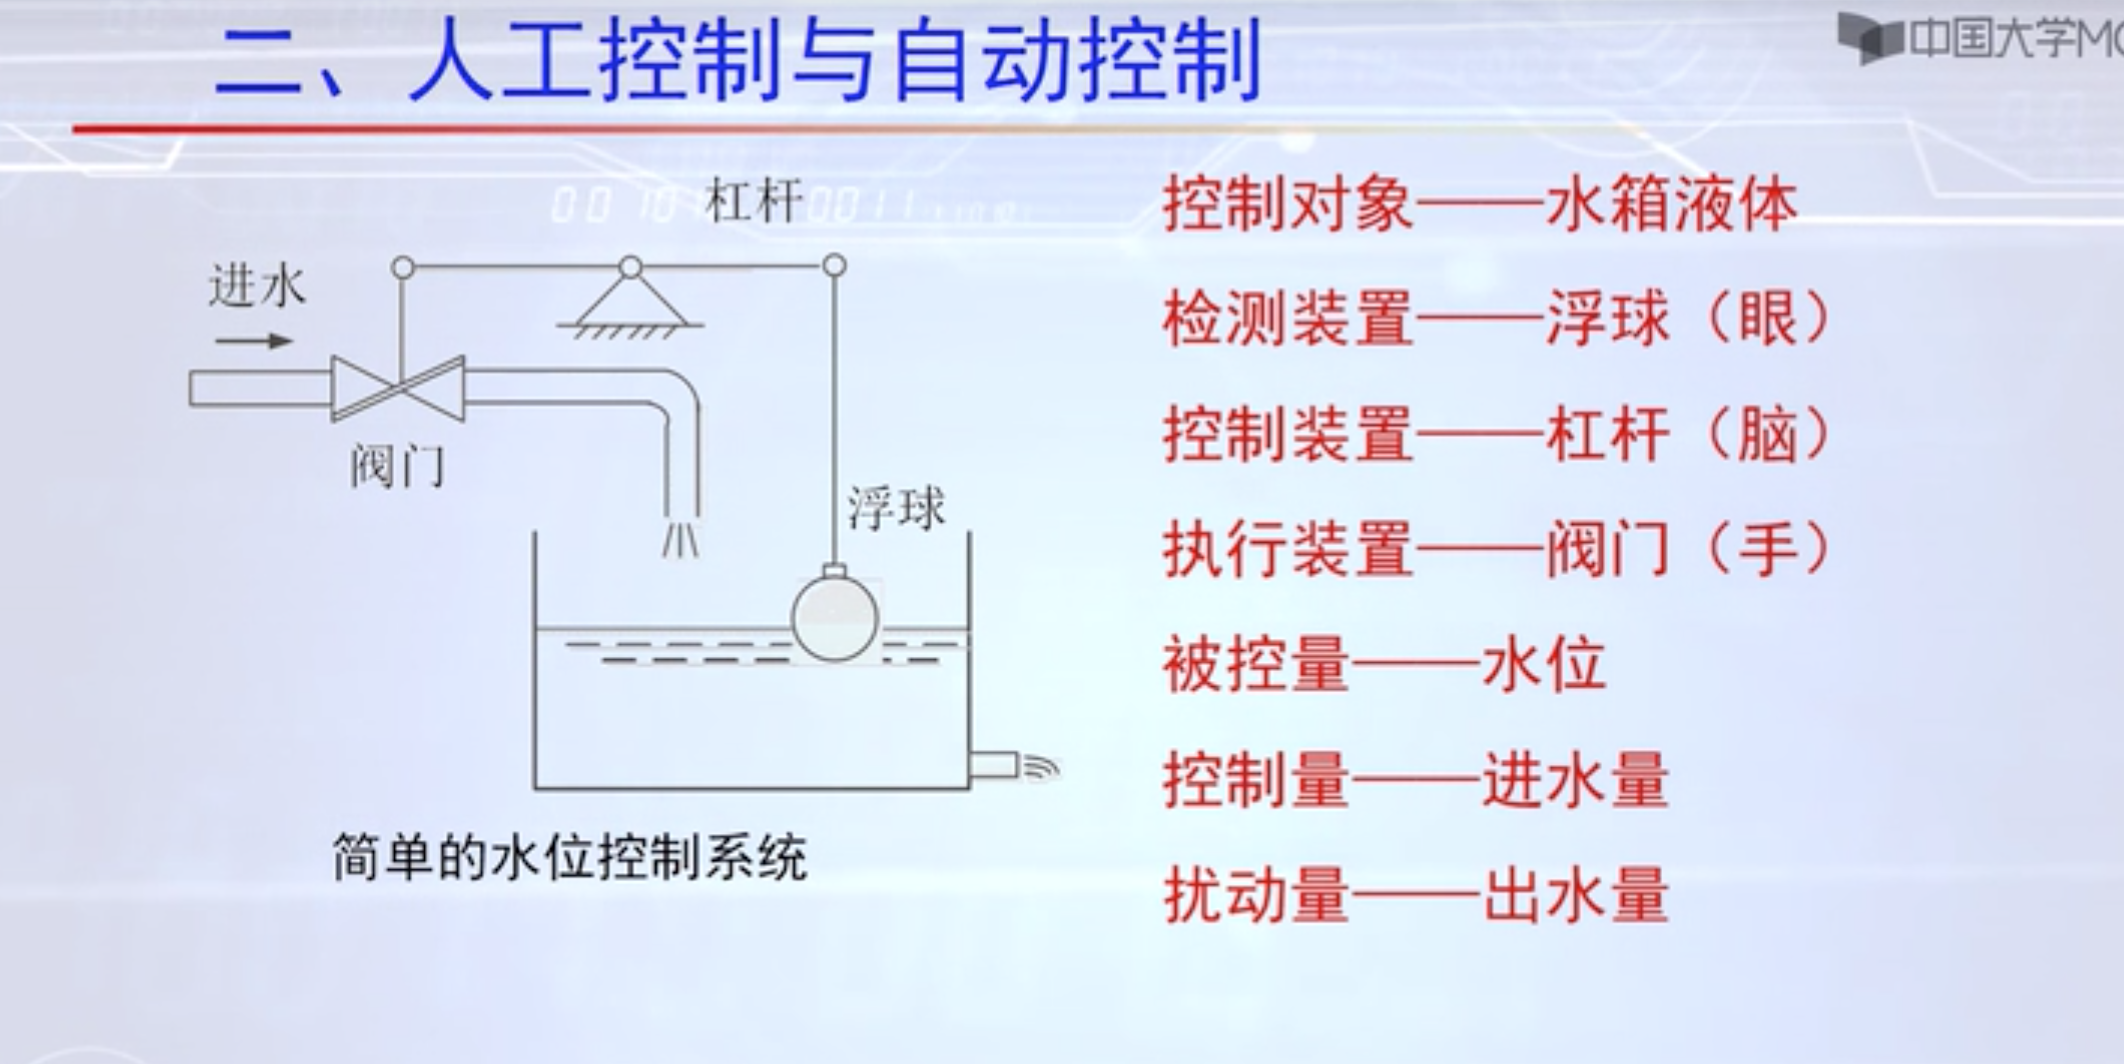 二、人工控制与自动控制
中国大学MO
杠杆
进水
阀门
浮球
简单的水位控制系统
控制对象——水箱液体
检测装置——浮球（眼）
控制装置——杠杆（脑）
执行装置——阀门（手）
被控量——水位
控制量——进水量
扰动量——出水量